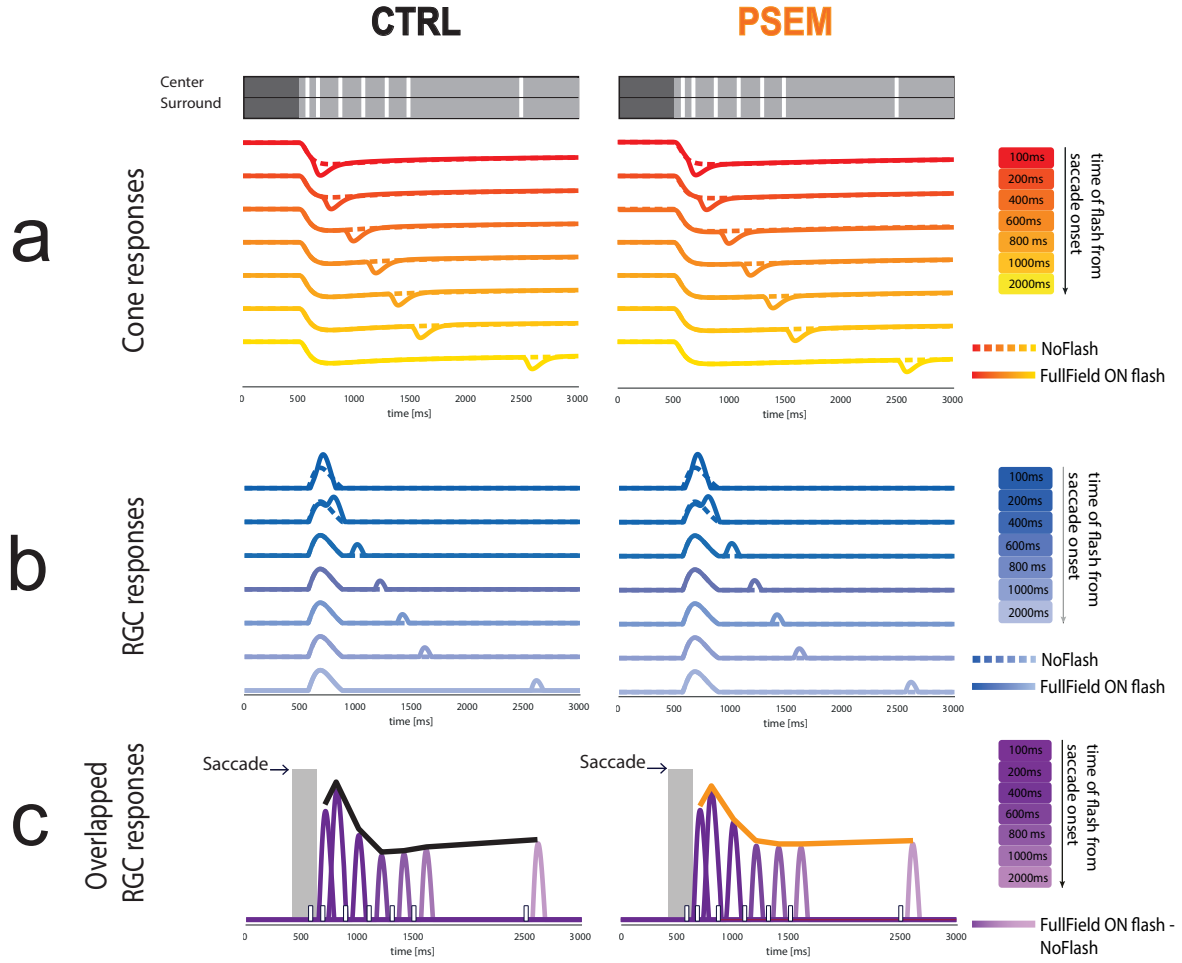 CTRL
PSEM
Center
Surround
a
Cone responses
0 500 1000 1500 2000 2500 3000
time [ms]
0 500 1000 1500 2000 2500 3000
time [ms]
100ms
200ms
400ms
600ms
800 ms
1000ms
2000ms
time of flash from
saccade onset
NoFlash
FullField ON flash
b
RGC responses
0 500 1000 1500 2000 2500 3000
time [ms]
0 500 1000 1500 2000 2500 3000
time [ms]
100ms
200ms
400ms
600ms
800 ms
1000ms
2000ms
time of flash from
saccade onset
NoFlash
FullField ON flash
c
Overlapped
RGC responses
Saccade
0 500 1000 1500 2000 2500 3000
time [ms]
Saccade
0 500 1000 1500 2000 2500 3000
time [ms]
100ms
200ms
400ms
600ms
800 ms
1000ms
2000ms
time of flash from
saccade onset
FullField ON flash -
NoFlash